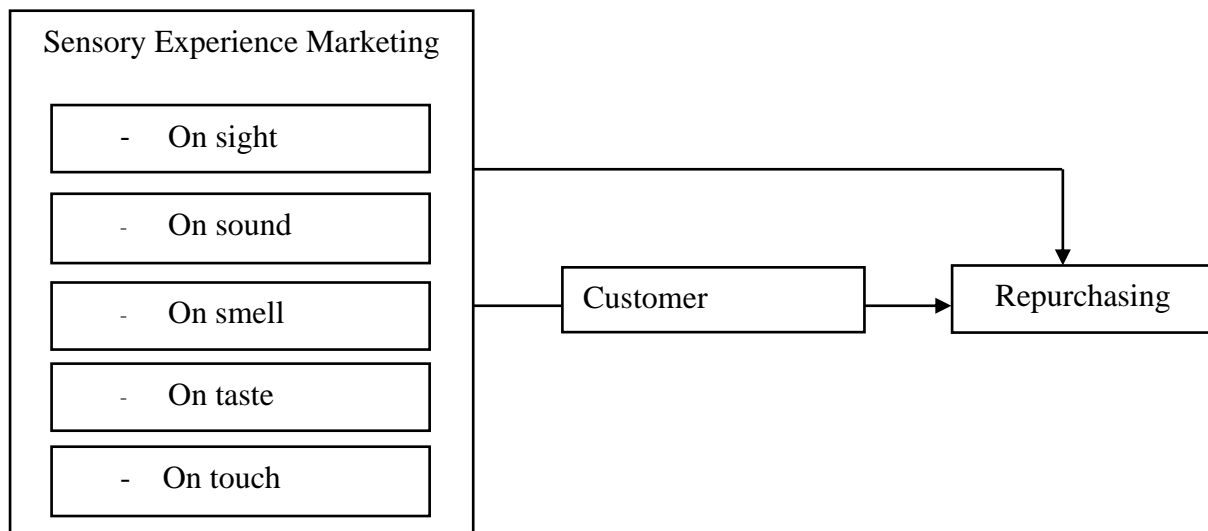 Sensory Experience Marketing
- On sight
- On sound
- On smell
- On taste
- On touch
Customer
Repurchasing